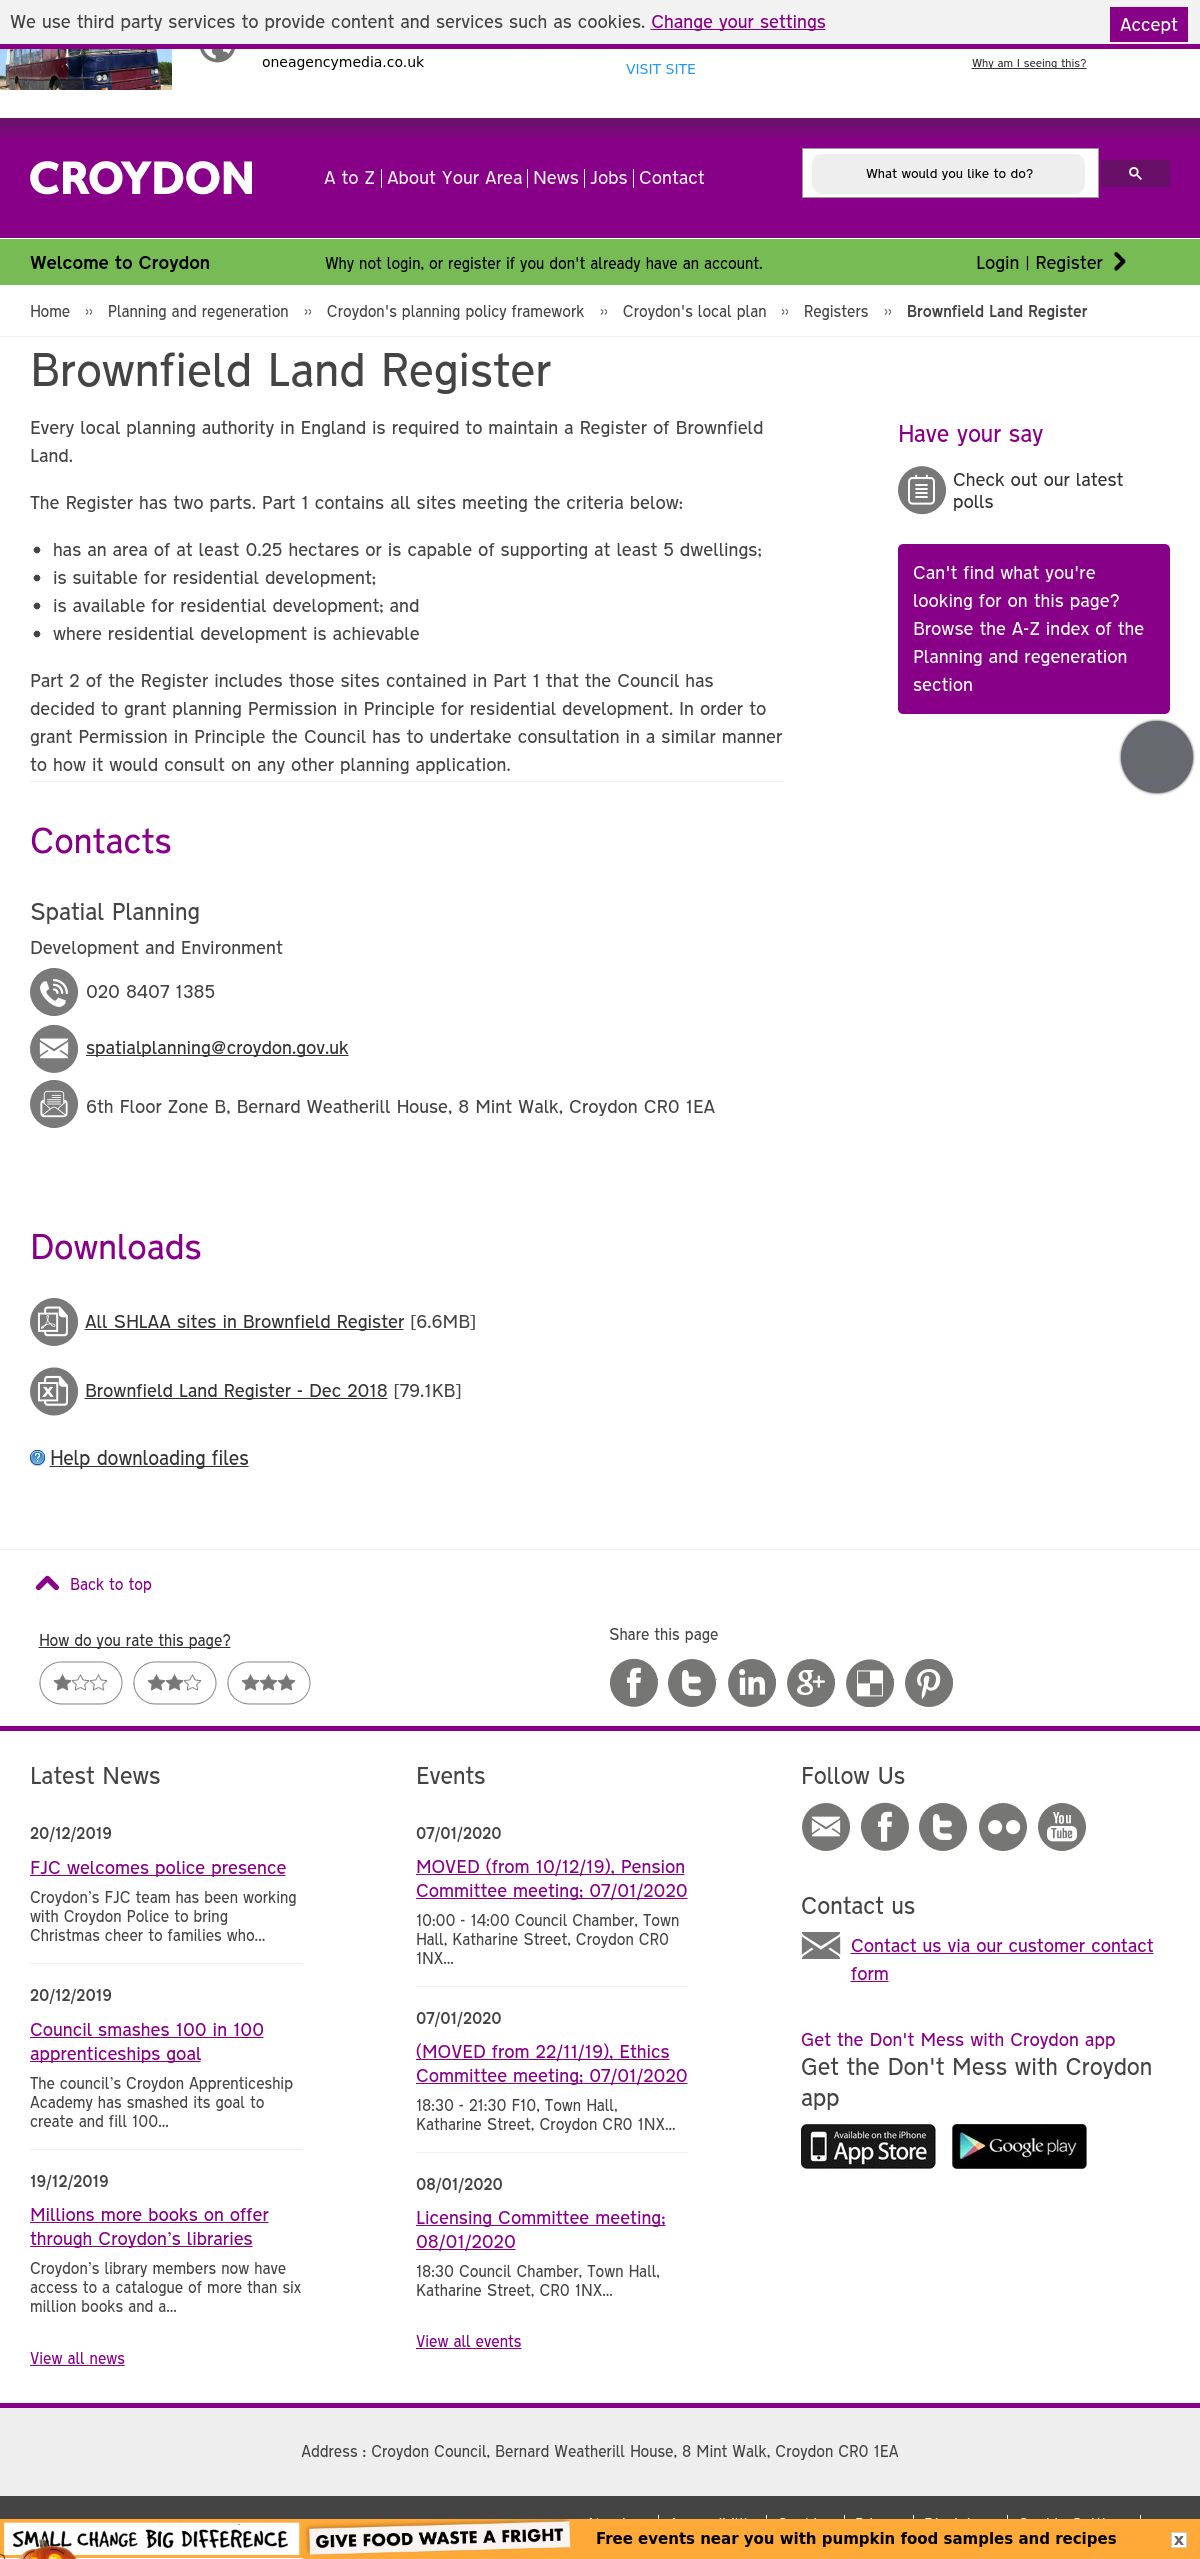 We use third party services to provide content and services such as cookies. Change your settings
Accept
oneagencymedia.co.uk
VISIT SITE
Why am I seeing this?
CROYDON
A to Z | About Your Area | News | Jobs | Contact
What would you like to do?
Welcome to Croydon
Why not login, or register if you don't already have an account.
Login | Register
Home » Planning and regeneration » Croydon's planning policy framework » Croydon's local plan » Registers » Brownfield Land Register
Brownfield Land Register
Every local planning authority in England is required to maintain a Register of Brownfield
Land.
The Register has two parts. Part 1 contains all sites meeting the criteria below:
• has an area of at least 0.25 hectares or is capable of supporting at least 5 dwellings;
• is suitable for residential development;
• is available for residential development; and
• where residential development is achievable
Part 2 of the Register includes those sites contained in Part 1 that the Council has
decided to grant planning Permission in Principle for residential development. In order to
grant Permission in Principle the Council has to undertake consultation in a similar manner
to how it would consult on any other planning application.
Have your say
Check out our latest
polls
Can't find what you're
looking for on this page?
Browse the A-Z index of the
Planning and regeneration
section
Contacts
Spatial Planning
Development and Environment
020 8407 1385
spatialplanning@croydon.gov.uk
6th Floor Zone B, Bernard Weatherill House, 8 Mint Walk, Croydon CR0 1EA
Downloads
All SHLAA sites in Brownfield Register [6.6MB]
Brownfield Land Register - Dec 2018 [79.1KB]
Help downloading files
Back to top
How do you rate this page?
Share this page
Latest News
20/12/2019
FJC welcomes police presence
Croydon’s FJC team has been working
with Croydon Police to bring
Christmas cheer to families who...
20/12/2019
Council smashes 100 in 100
apprenticeships goal
The council’s Croydon Apprenticeship
Academy has smashed its goal to
create and fill 100...
19/12/2019
Millions more books on offer
through Croydon’s libraries
Croydon’s library members now have
access to a catalogue of more than six
million books and a...
View all news
Events
07/01/2020
MOVED (from 10/12/19), Pension
Committee meeting; 07/01/2020
10:00 - 14:00 Council Chamber, Town
Hall, Katharine Street, Croydon CR0
1NX...
07/01/2020
(MOVED from 22/11/19), Ethics
Committee meeting; 07/01/2020
18:30 - 21:30 F10, Town Hall,
Katharine Street, Croydon CR0 1NX...
08/01/2020
Licensing Committee meeting;
08/01/2020
18:30 Council Chamber, Town Hall,
Katharine Street, CR0 1NX...
View all events
Follow Us
You
Tube
Contact us
Contact us via our customer contact
form
Get the Don't Mess with Croydon app
Get the Don't Mess with Croydon
app
Available on the iPhone
App Store
Google play
Address : Croydon Council, Bernard Weatherill House, 8 Mint Walk, Croydon CR0 1EA
SMALL CHANGE BIG DIFFERENCE
GIVE FOOD WASTE A FRIGHT
Free events near you with pumpkin food samples and recipes
X